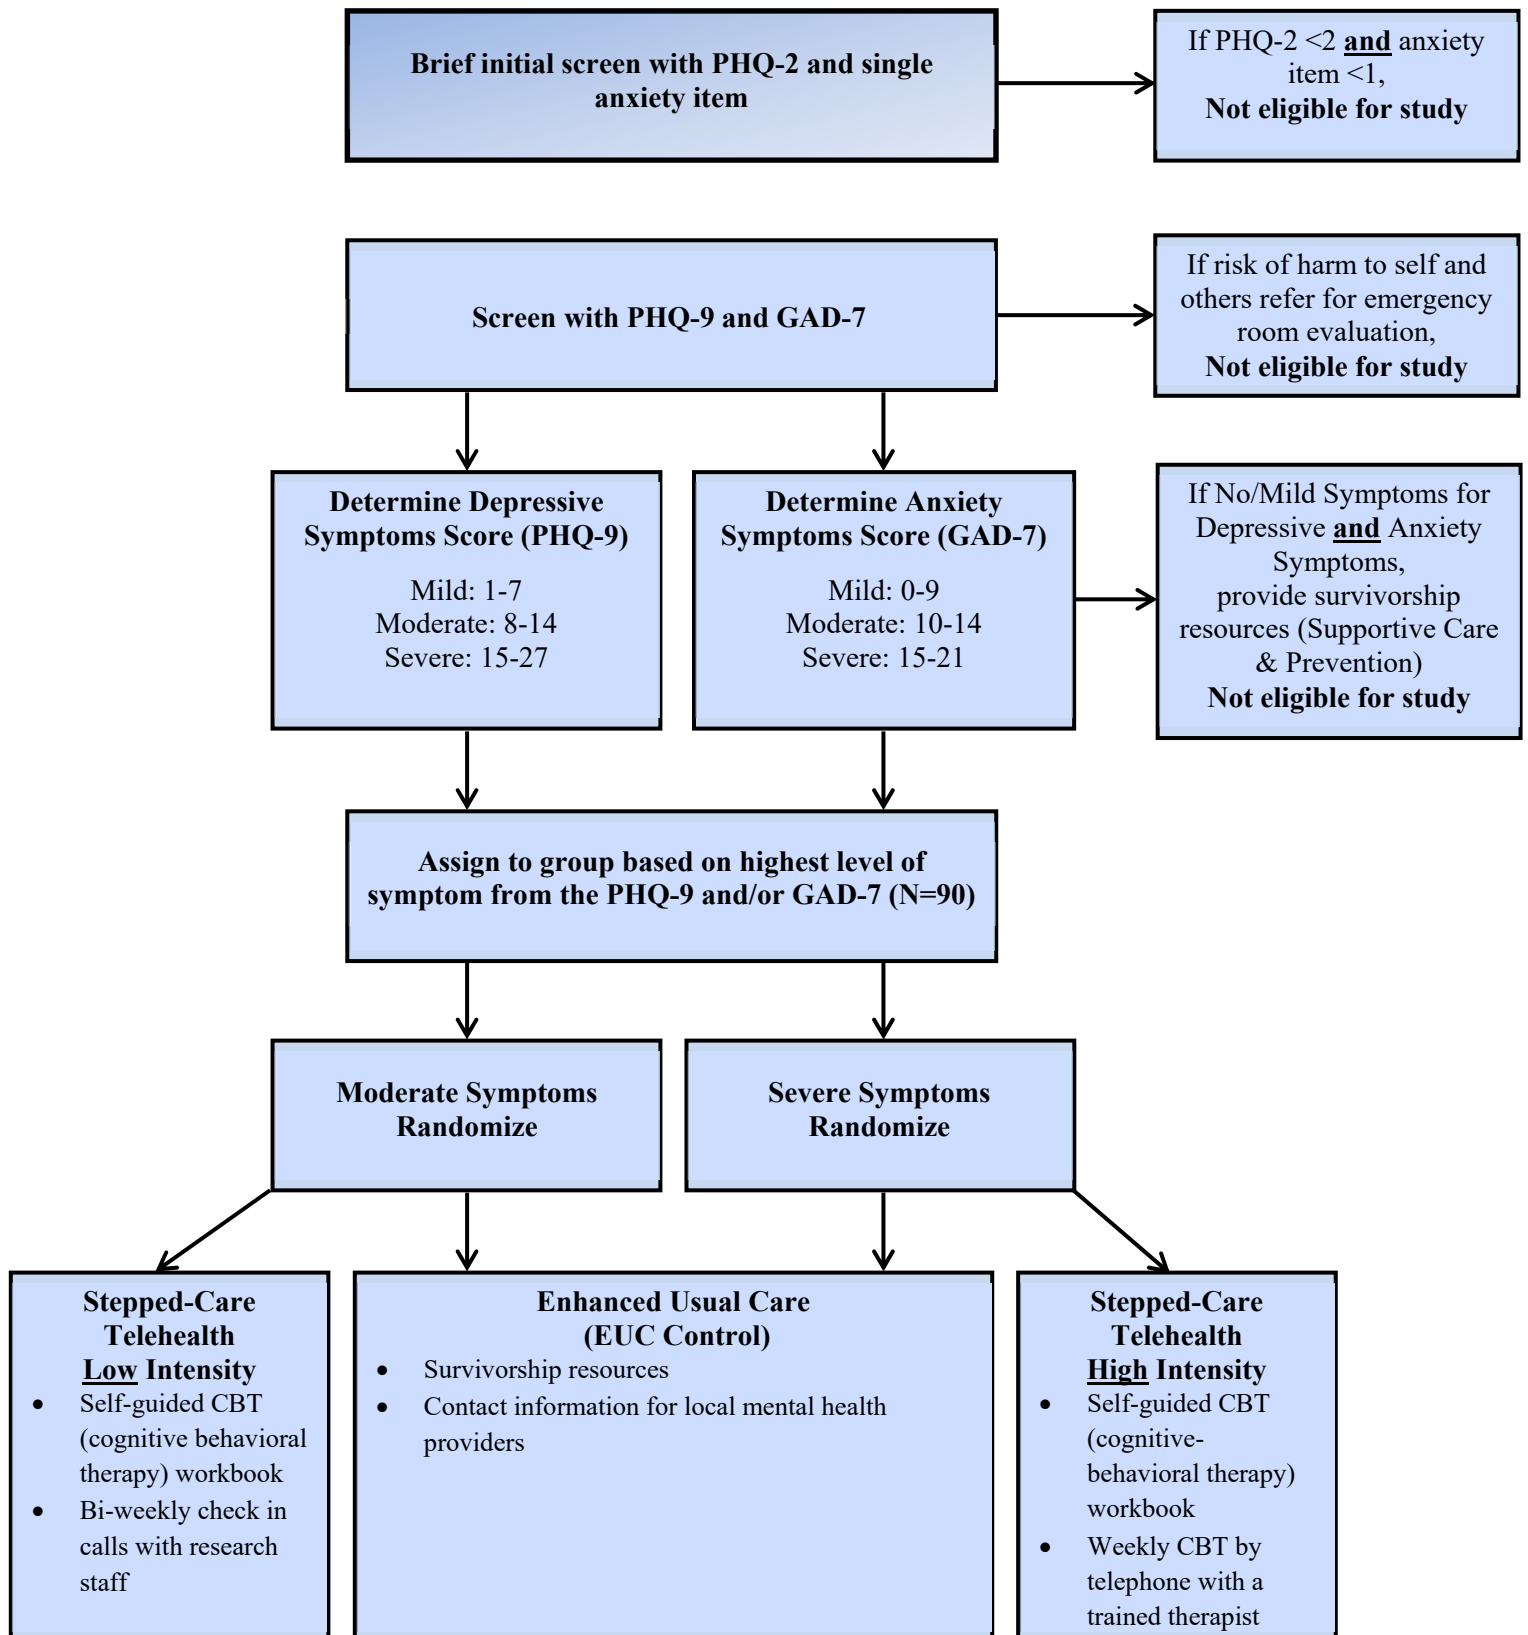 Brief initial screen with PHQ-2 and single
anxiety item
If PHQ-2 <2 and anxiety
item <1,
Not eligible for study
Screen with PHQ-9 and GAD-7
If risk of harm to self and
others refer for emergency
room evaluation,
Not eligible for study
Determine Depressive
Symptoms Score (PHQ-9)
Mild: 1-7
Moderate: 8-14
Severe: 15-27
Determine Anxiety
Symptoms Score (GAD-7)
Mild: 0-9
Moderate: 10-14
Severe: 15-21
If No/Mild Symptoms for
Depressive and Anxiety
Symptoms,
provide survivorship
resources (Supportive Care
& Prevention)
Not eligible for study
Assign to group based on highest level of
symptom from the PHQ-9 and/or GAD-7 (N=90)
Moderate Symptoms
Randomize
Severe Symptoms
Randomize
Stepped-Care
Telehealth
Low Intensity
• Self-guided CBT
(cognitive behavioral
therapy) workbook
• Bi-weekly check in
calls with research
staff
Enhanced Usual Care
(EUC Control)
• Survivorship resources
• Contact information for local mental health
providers
Stepped-Care
Telehealth
High Intensity
• Self-guided CBT
(cognitive-
behavioral therapy)
workbook
• Weekly CBT by
telephone with a
trained therapist